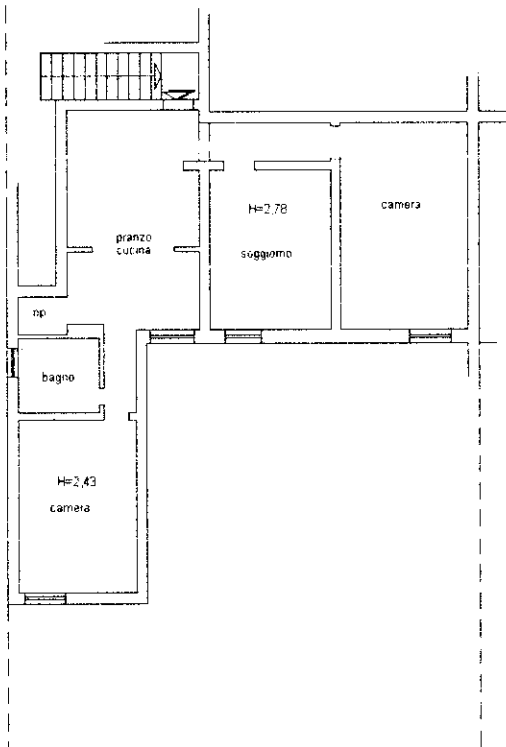 H=2,78
camera
pranzo
cucina
soggiorno
rip
bagno
H=2,43
camera